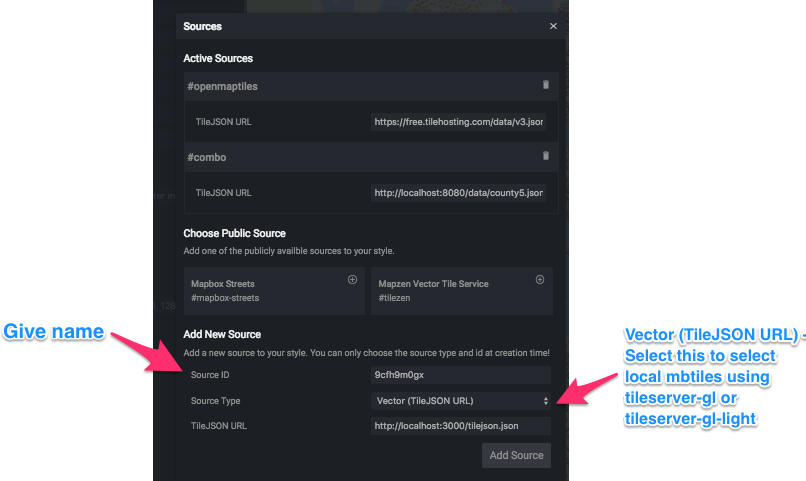 Sources ×
Active Sources
#openmaptiles
TileJSON URL https://free.tilehosting.com/data/v3.json
#combo
TileJSON URL http://localhost:8080/data/county5.json
Choose Public Source
Add one of the publicly availble sources to your style.
Mapbox Streets
#mapbox-streets
Mapzen Vector Tile Service
#tilezen
Add New Source
Add a new source to your style. You can only choose the source type and id at creation time!
Source ID 9cfh9m0gx
Source Type Vector (TileJSON URL)
TileJSON URL http://localhost:3000/tilejson.json
Add Source
Give name
Vector (TileJSON URL) -
Select this to select
local mbtiles using
tileserver-gl or
tileserver-gl-light